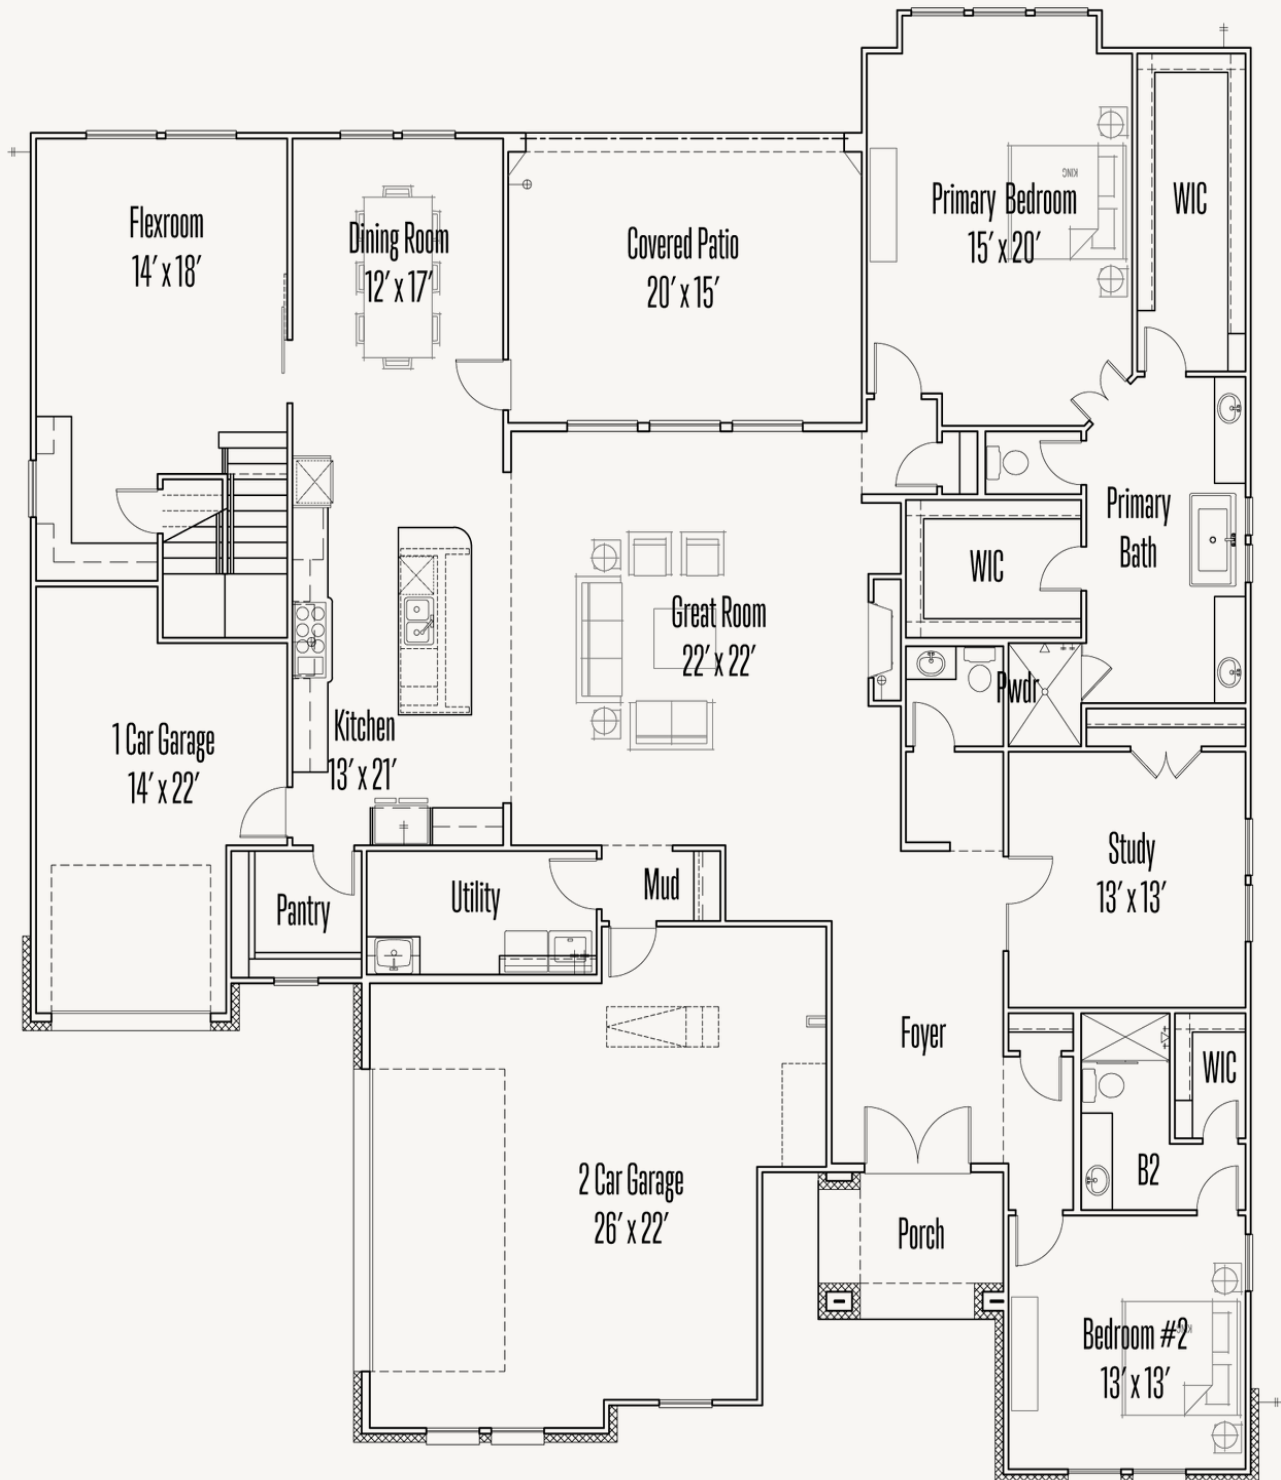 Primary Bedroom
15' x 20'
WIC
Flexroom
14' x 18'
Dining Room
12' x 17'
Covered Patio
20' x 15'
KING
Primary
Bath
WIC
Great Room
22' x 22'
Pwdr
1 Car Garage
14' x 22'
Kitchen
13' x 21'
Study
13' x 13'
Pantry
Utility
Mud
Foyer
WIC
B2
2 Car Garage
26' x 22'
Porch
Bedroom #2
13' x 13'
KING